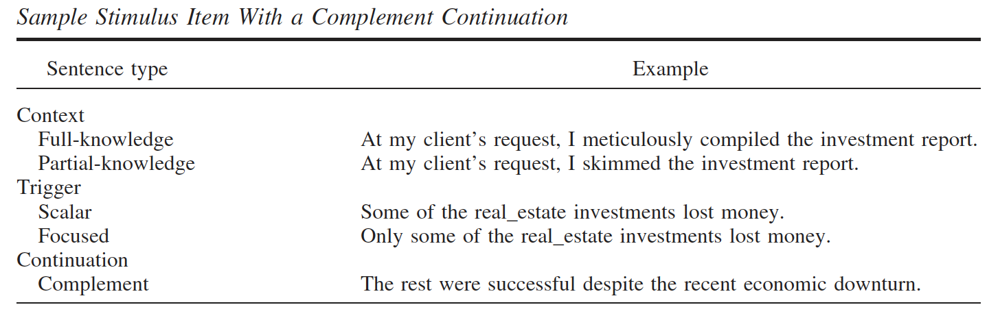 Sample Stimulus Item With a Complement Continuation
Sentence type Example
Context
Full-knowledge At my client’s request, I meticulously compiled the investment report.
Partial-knowledge At my client’s request, I skimmed the investment report.
Trigger
Scalar Some of the real_estate investments lost money.
Focused Only some of the real_estate investments lost money.
Continuation
Complement The rest were successful despite the recent economic downturn.